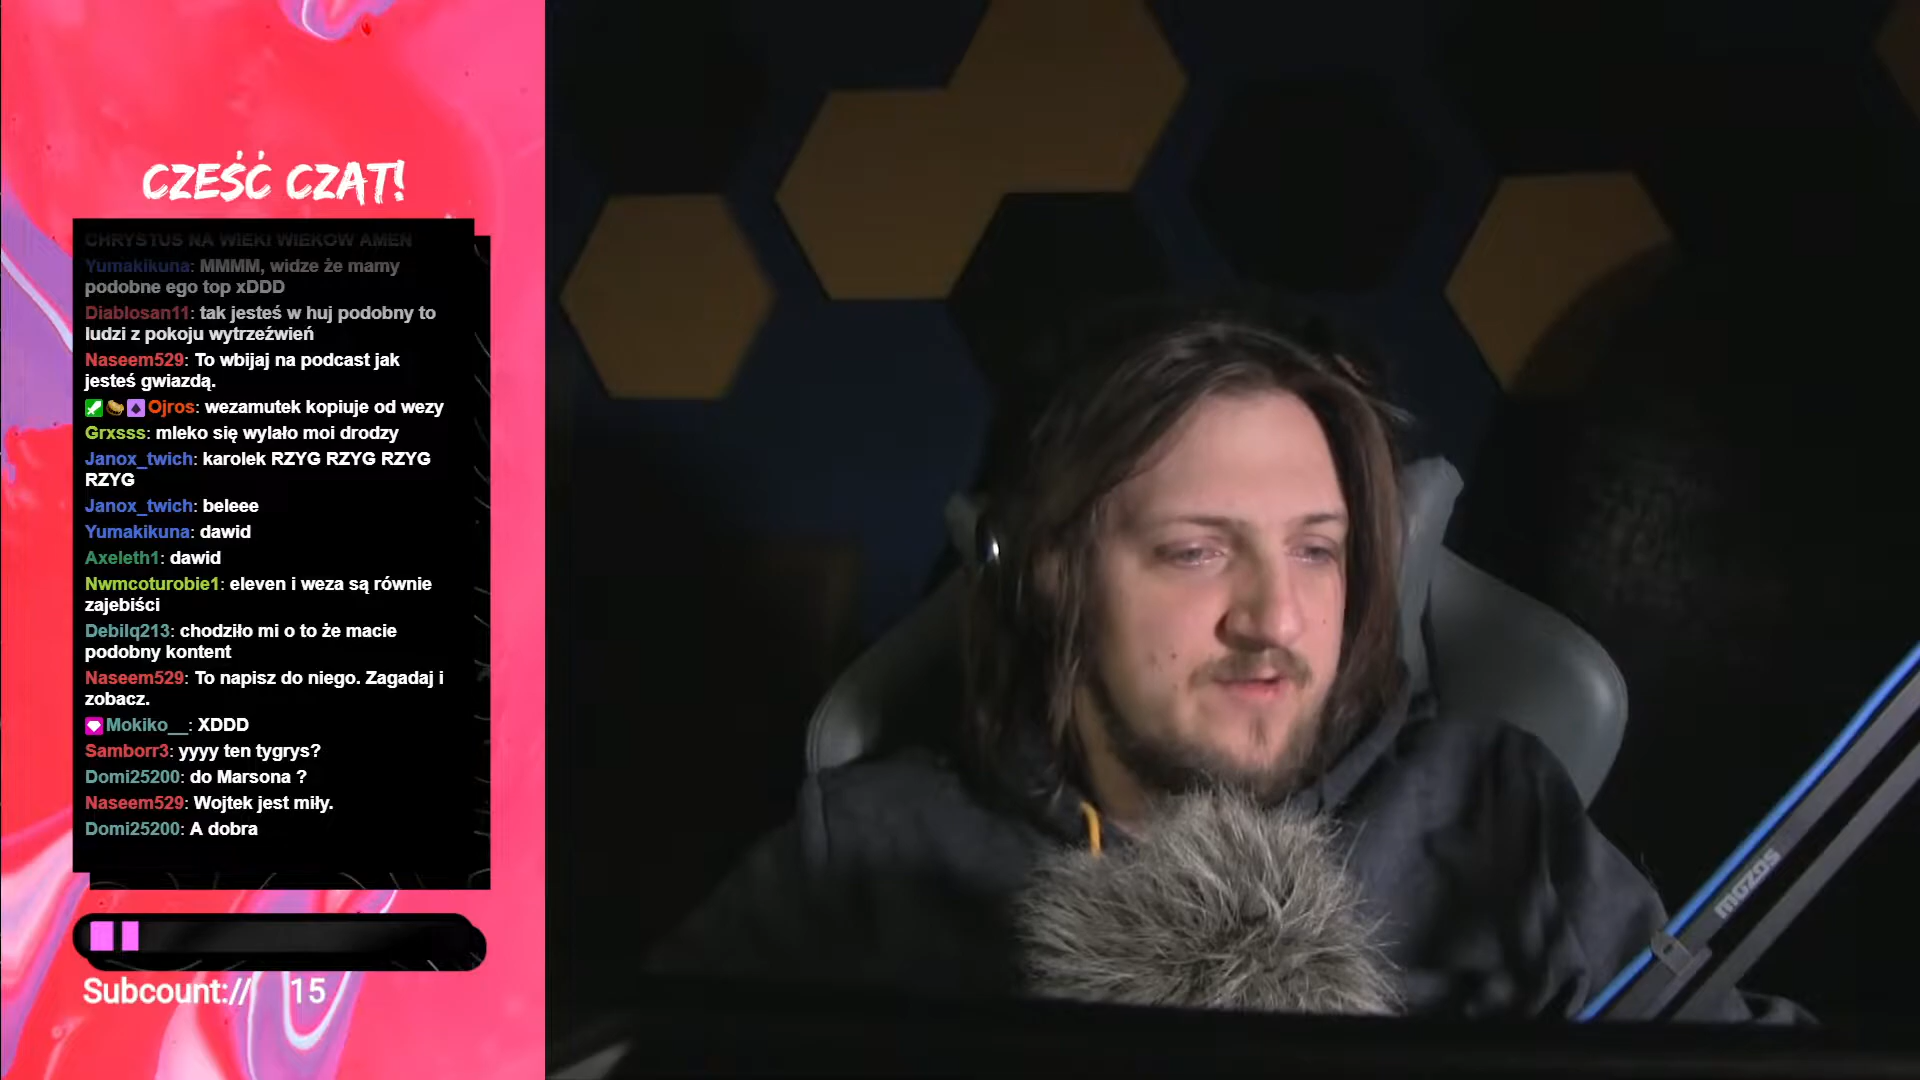 CZEŚĆ CZAT!
CHRYSTUS NA WIEKI WIEKOW AMEN
Yumakikuna: MMMM, widze że mamy
podobne ego top xDDD
Diablosan11: tak jesteś w huj podobny to
ludzi z pokoju wytrzeźwień
Naseem529: To wbijaj na podcast jak
jesteś gwiazdą.
Ojros: wezamutek kopiuje od wezy
Grxsss: mleko się wylało moi drodzy
Janox_twich: karolek RZYG RZYG RZYG
RZYG
Janox_twich: beleee
Yumakikuna: dawid
Axeleth1: dawid
Nwmcoturobie1: eleven i weza są równie
zajebiści
Debilq213: chodziło mi o to że macie
podobny kontent
Naseem529: To napisz do niego. Zagadaj i
zobacz.
Mokiko__: XDDD
Samborr3: yyyy ten tygrys?
Domi25200: do Marsona ?
Naseem529: Wojtek jest miły.
Domi25200: A dobra
Subcount:// 15
mozos